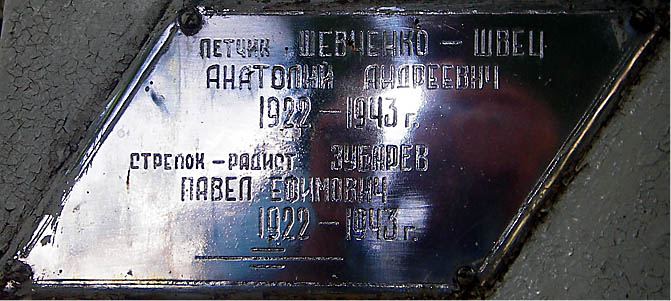 ЛЕТЧИК ШЕВЧЕНКО – ШВЕЦ
АНАТОЛИЙ АНДРЕЕВИЧ
1922 – 1943 г.
СТРЕЛОК – РАДИСТ ЗУБАРЕВ
ПАВЕЛ ЕФИМОВИЧ
1922 – 1943 г.